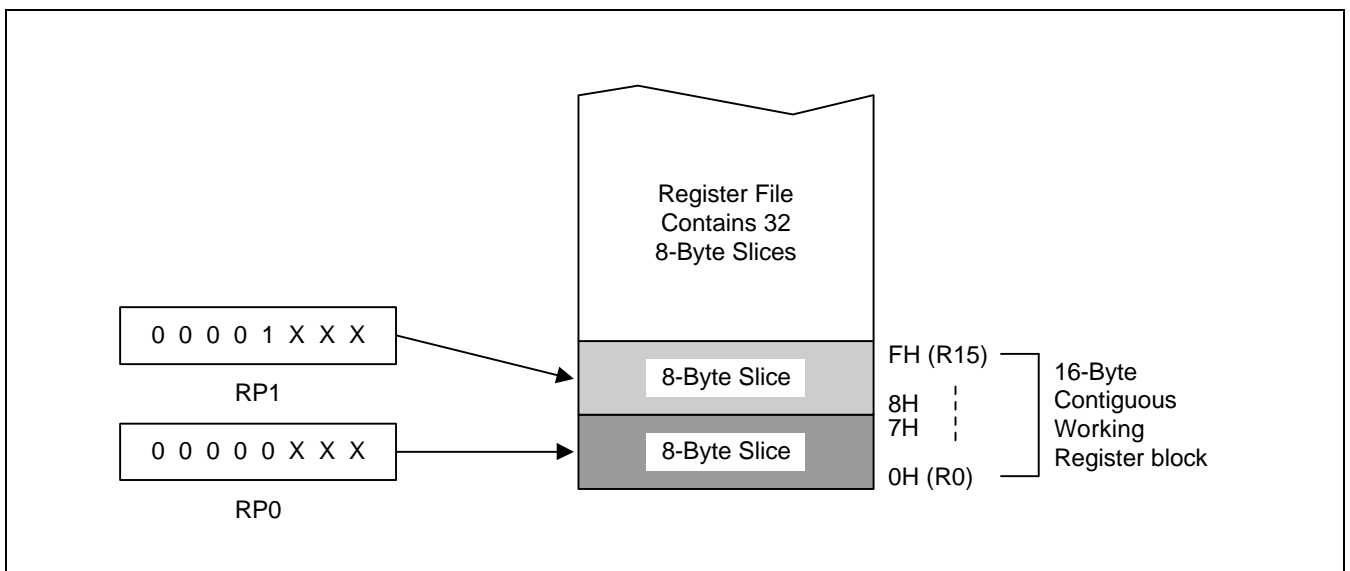 Register File
Contains 32
8-Byte Slices
0 0 0 0 1 X X X
RP1
0 0 0 0 0 X X X
RP0
8-Byte Slice
8-Byte Slice
FH (R15)
8H
7H
0H (R0)
16-Byte
Contiguous
Working
Register block